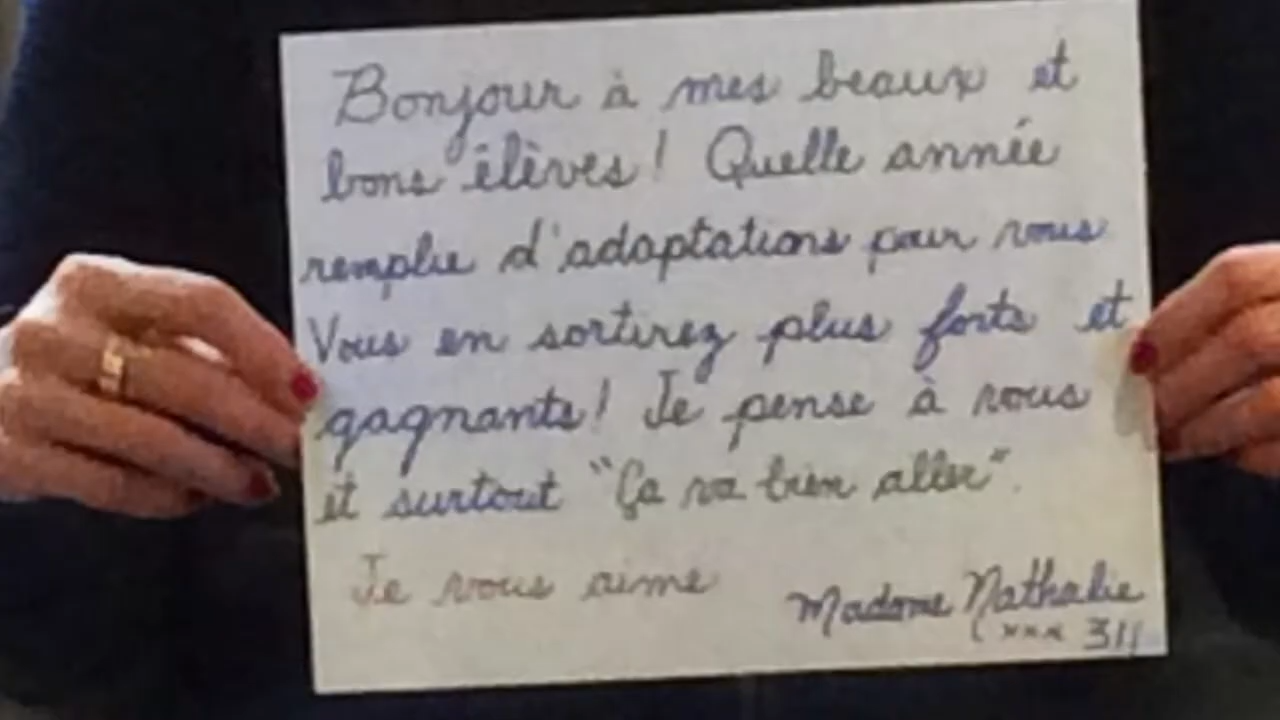 Bonjour à mes beaux et
bons élèves! Quelle année
remplie d'adaptations pour vous
Vous en sortirez plus forts et
gagnants! Je pense à vous
et surtout "Ça va bien aller".
Je vous aime
Madame Nathalie
(xxx 311